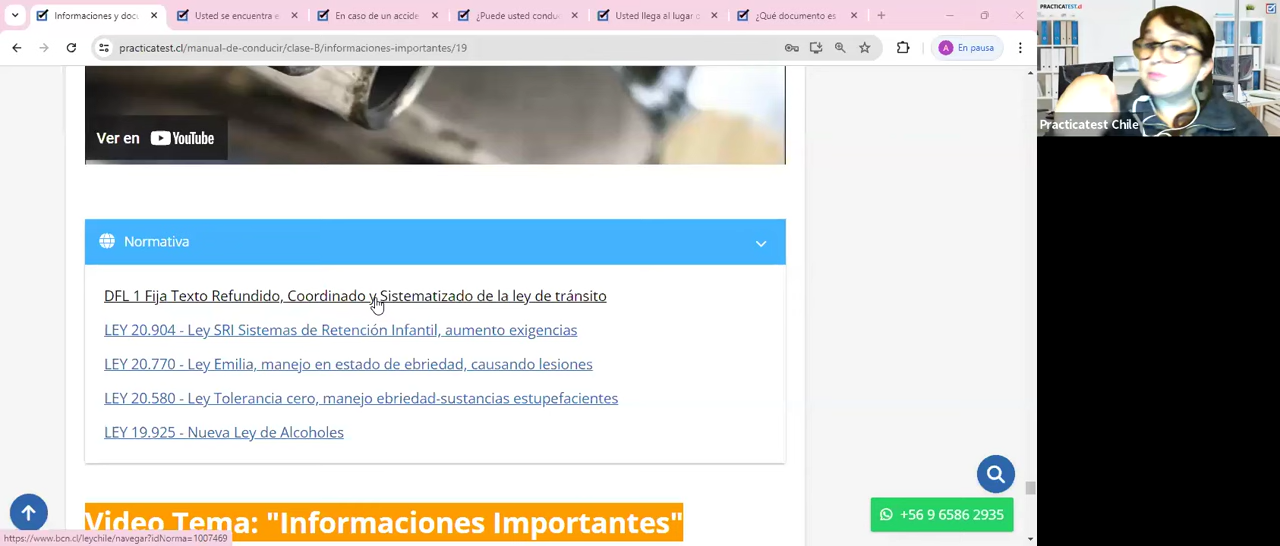 Informaciones y doc
Usted se encuentra e
En caso de un accide
¿Puede usted condu
Usted llega al lugar o
¿Qué documento es
practicatest.cl/manual-de-conducir/clase-B/informaciones-importantes/19
A En pausa
PRACTICATEST.cl
Practicatest Chile
Ver en YouTube
Normativa
DFL 1 Fija Texto Refundido, Coordinado y Sistematizado de la ley de tránsito
LEY 20.904 - Ley SRI Sistemas de Retención Infantil, aumento exigencias
LEY 20.770 - Ley Emilia, manejo en estado de ebriedad, causando lesiones
LEY 20.580 - Ley Tolerancia cero, manejo ebriedad-sustancias estupefacientes
LEY 19.925 - Nueva Ley de Alcoholes
Video Tema: "Informaciones Importantes"
+56 9 6586 2935
https://www.bcn.cl/leychile/navegar?idNorma=1007469